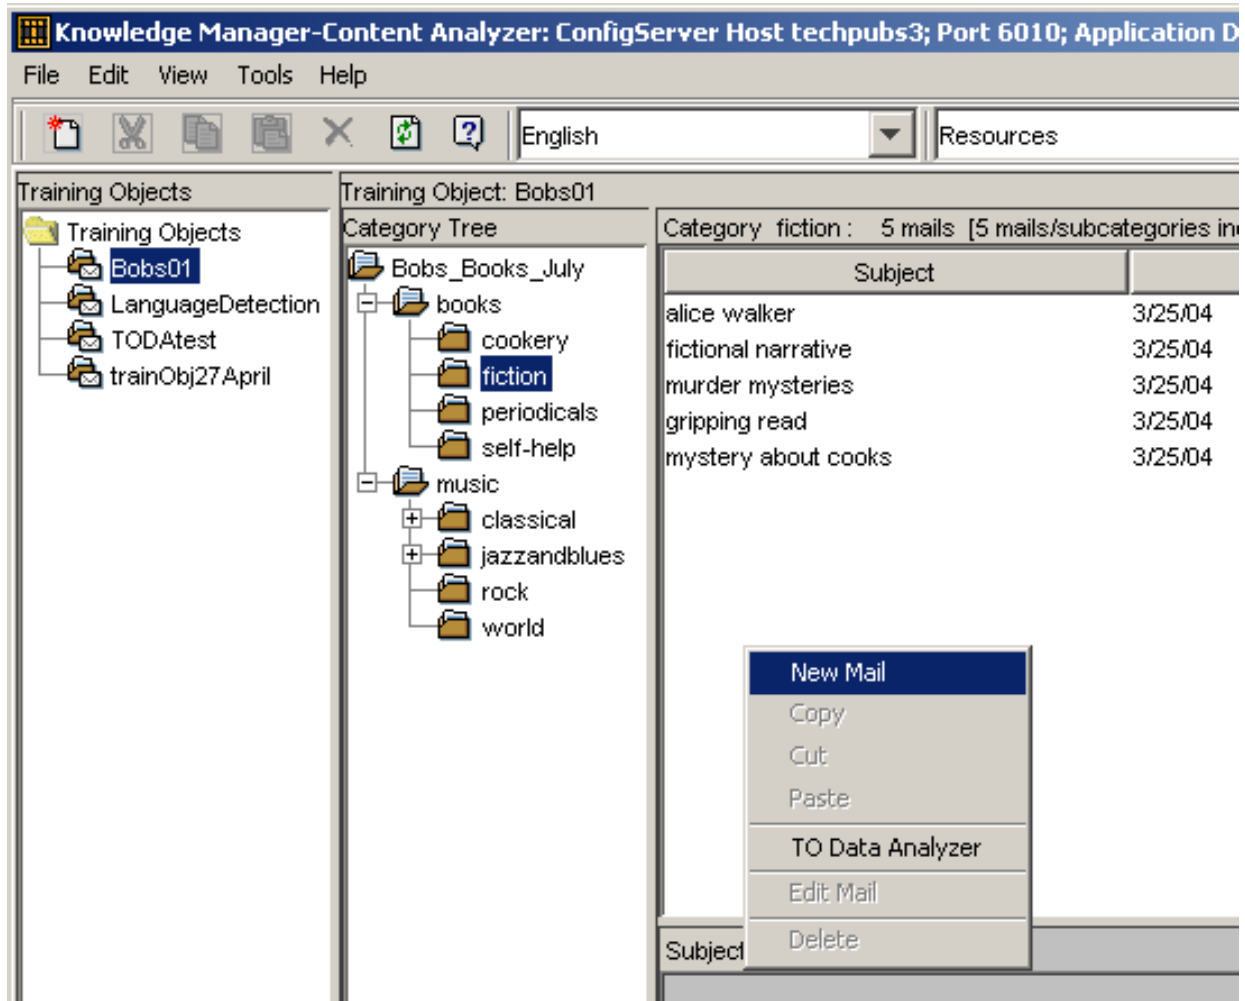 Knowledge Manager-Content Analyzer: ConfigServer Host techpubs3; Port 6010; Application D
File Edit View Tools Help
English
Resources
Training Objects
Training Objects
Bobs01
LanguageDetection
TODAtest
trainObj27April
Training Object: Bobs01
Category Tree
Bobs_Books_July
books
cookery
fiction
periodicals
self-help
music
classical
jazzandblues
rock
world
Category fiction : 5 mails [5 mails/subcategories in
Subject
alice walker 3/25/04
fictional narrative 3/25/04
murder mysteries 3/25/04
gripping read 3/25/04
mystery about cooks 3/25/04
New Mail
Copy
Cut
Paste
TO Data Analyzer
Edit Mail
Delete
Subject